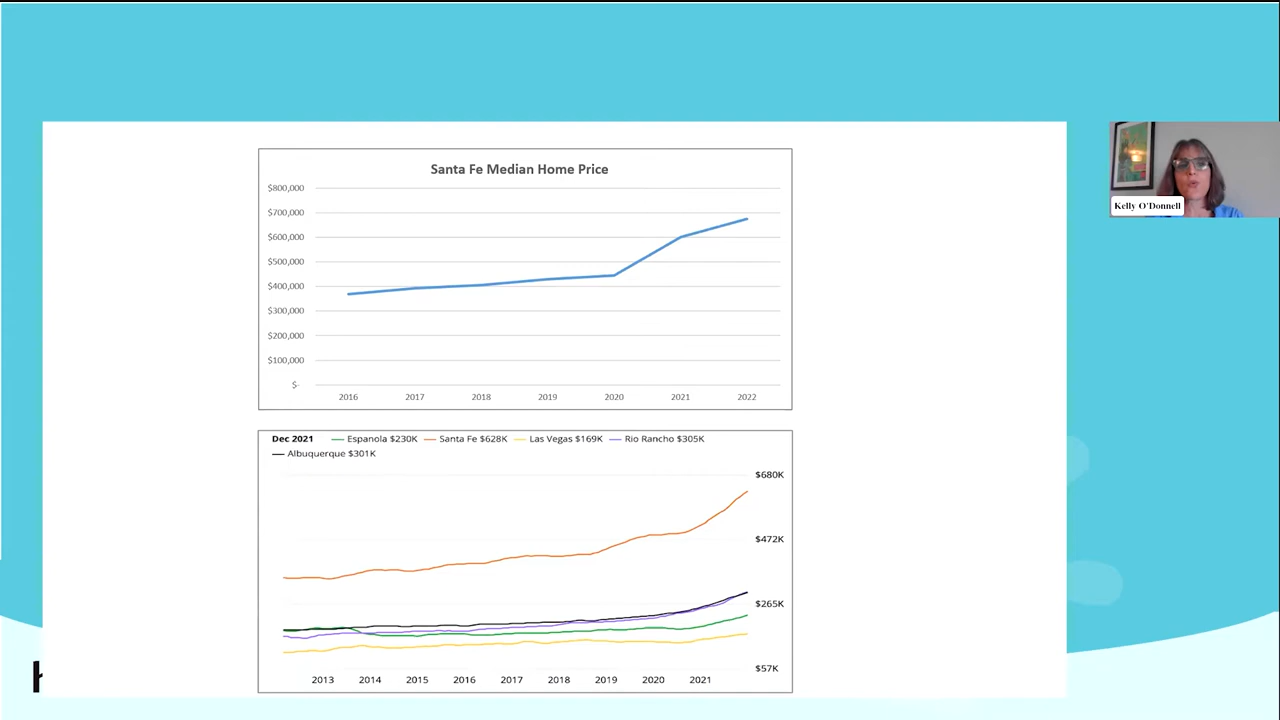 Santa Fe Median Home Price
$800,000
$700,000
$600,000
$500,000
$400,000
$300,000
$200,000
$100,000
$-
2016 2017 2018 2019 2020 2021 2022
Kelly O'Donnell
Dec 2021 Espanola $230K Santa Fe $628K Las Vegas $169K Rio Rancho $305K
Albuquerque $301K
$680K
$472K
$265K
$57K
2013 2014 2015 2016 2017 2018 2019 2020 2021